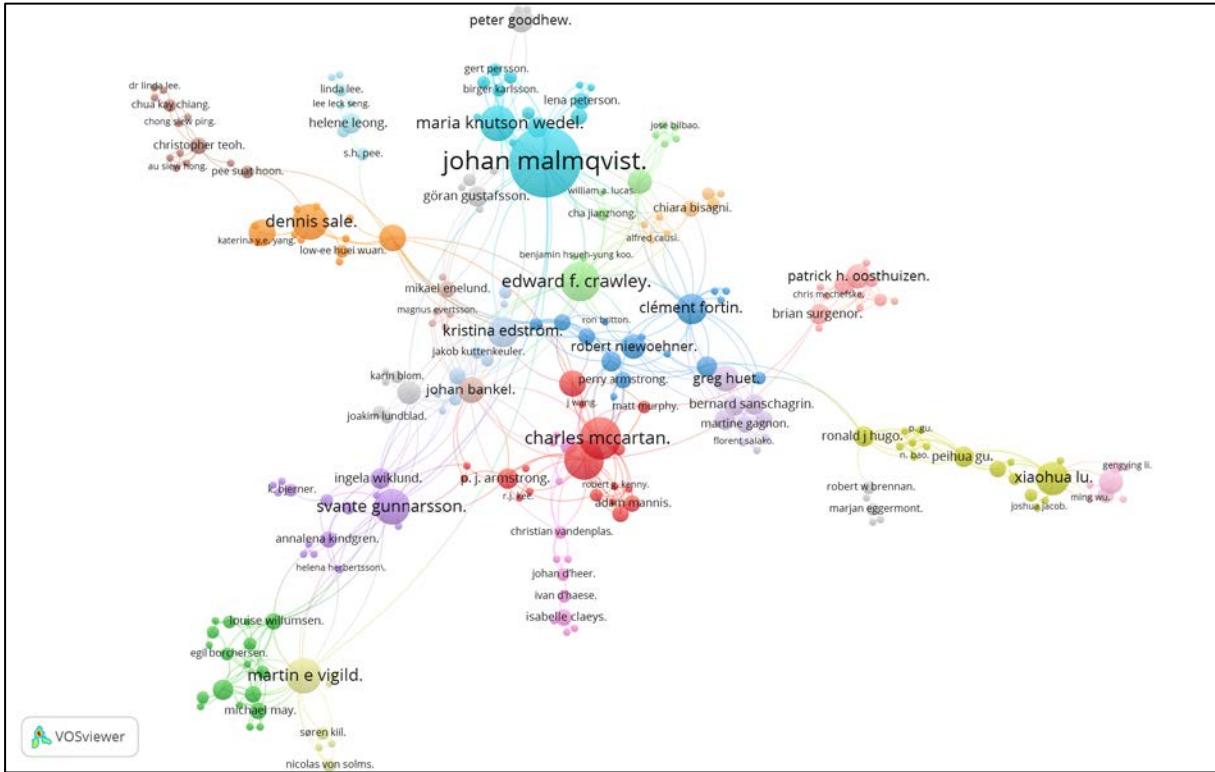 peter goodhew.
gert persson.
birger karlsson.
lena peterson.
dr linda lee.
chua kay chiang.
chong siew ping.
christopher teoh.
au siew hong.
pee suat hoon.
linda lee.
lee leck seng.
helene leong.
s.h. pee.
maria knutson wedel.
johan malmqvist.
jose bilbao.
göran gustafsson.
william a. lucas.
cha jianzhong.
chiara bisagni.
alfred causi.
dennis sale.
katerina y.e. yang.
low-ee huei wuan.
benjamin hsueh-yung koo.
edward f. crawley.
mikael enelund.
magnus evertsson.
patrick h. oosthuizen.
chris mechefske.
brian surgenor.
clément fortin.
ron britton.
kristina edström.
robert niewoehner.
jakob kuttenkeuler.
karin blom.
johan bankel.
joakim lundblad.
perry armstrong.
greg huet.
j wang.
matt murphy.
bernard sanschagrin.
martine gagnon.
florent salako.
charles mccartan.
ronald j hugo.
p. gu.
n. bao.
peihua gu.
xiaohua lu.
gengying li.
ming wu.
joshua jacob.
robert w brennan.
marjan eggermont.
ingela wiklund.
k. bjerner.
svante gunnarsson.
p. j. armstrong.
r.j. kee.
robert g. kenny.
adam mannis.
annalena kindgren.
helena herbertsson\.
christian vandenplas.
johan d'heer.
ivan d'haese.
isabelle claeys.
louise willumsen.
egil borchersen.
martin e vigild.
michael may.
søren kiil.
nicolas von solms.
VOSviewer